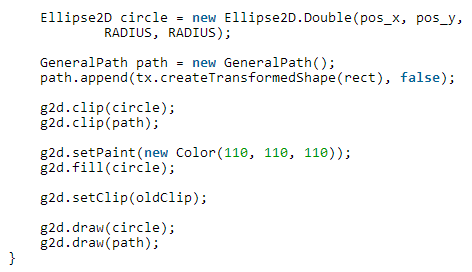 Ellipse2D circle = new Ellipse2D.Double(pos_x, pos_y,
RADIUS, RADIUS);
GeneralPath path = new GeneralPath();
path.append(tx.createTransformedShape(rect), false);
g2d.clip(circle);
g2d.clip(path);
g2d.setPaint(new Color(110, 110, 110));
g2d.fill(circle);
g2d.setClip(oldClip);
g2d.draw(circle);
g2d.draw(path);
}